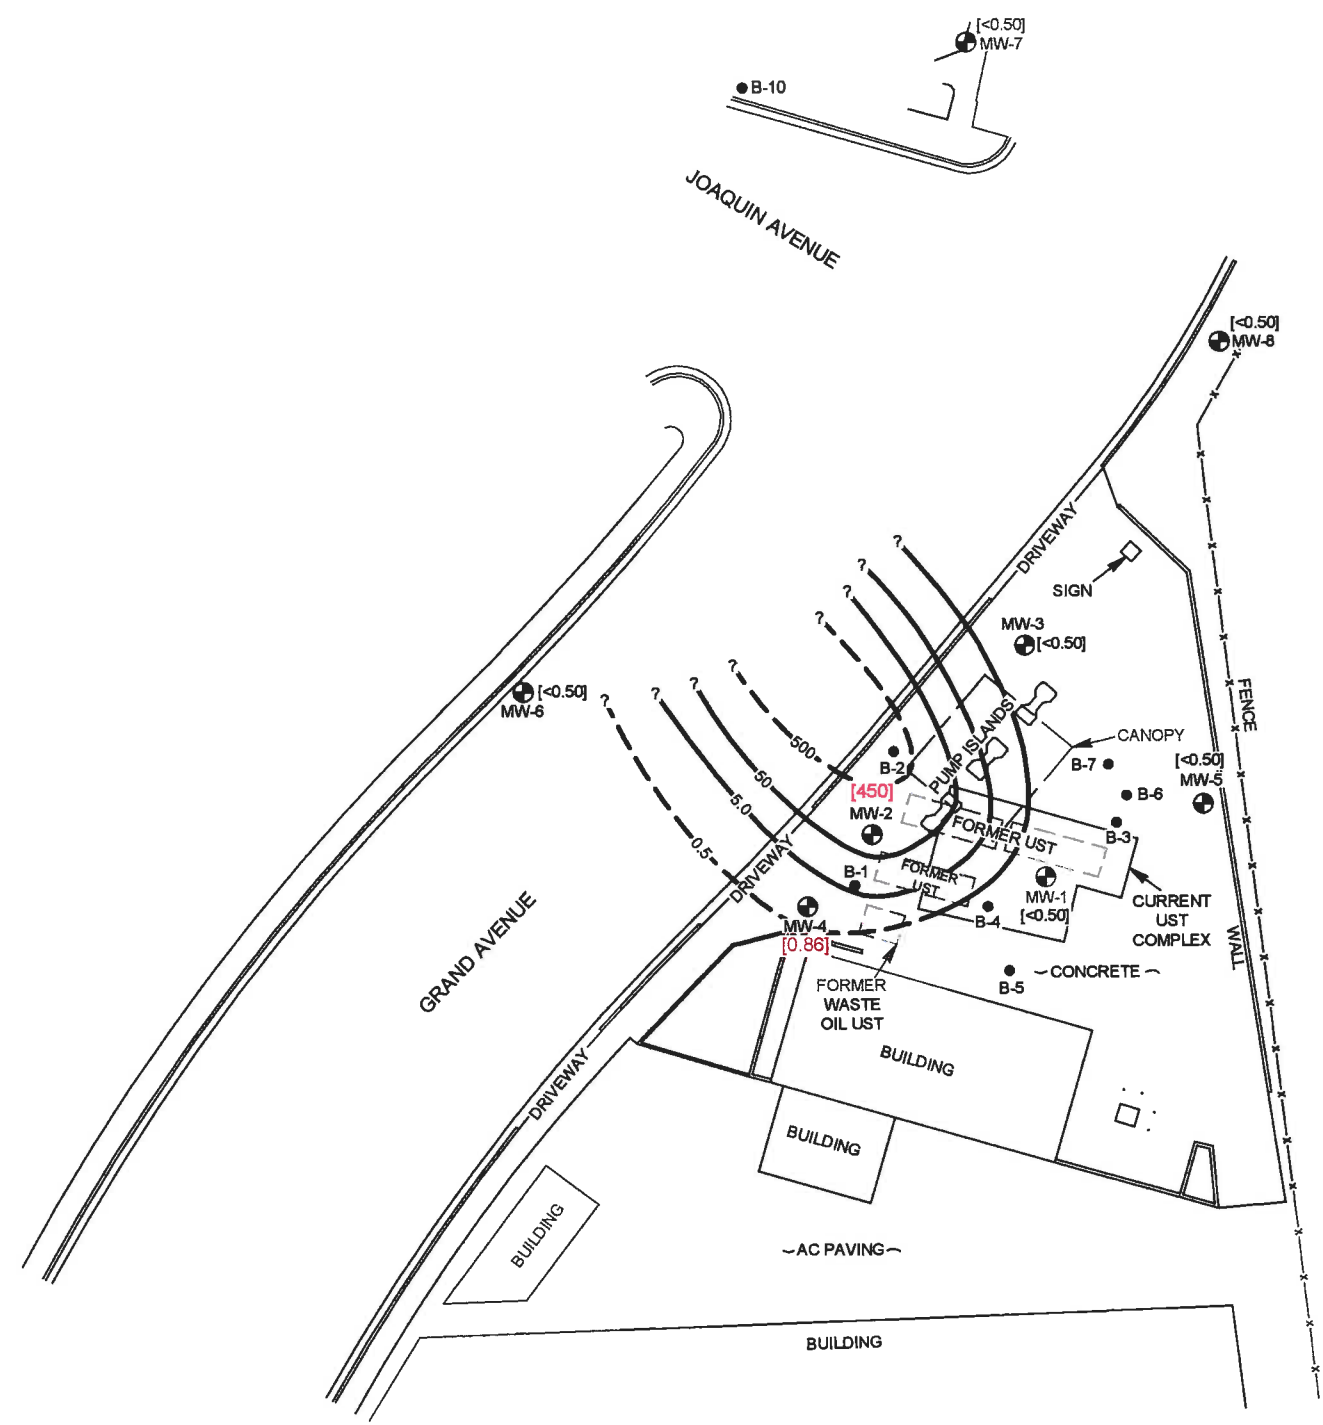 [<0.50]
MW-7
B-10
JOAQUIN AVENUE
[<0.50]
MW-8
DRIVEWAY
SIGN
?
?
?
?
?
?
?
?
MW-3
[<0.50]
[<0.50]
MW-6
FENCE
CANOPY
PUMP ISLANDS
500
50
5.0
0.5
B-2
[450]
MW-2
B-7
[<0.50]
MW-5
B-6
B-3
FORMER UST
FORMER
UST
B-1
DRIVEWAY
MW-1
[<0.50]
CURRENT
UST
COMPLEX
MW-4
[0.86]
B-4
WALL
GRAND AVENUE
B-5
CONCRETE
FORMER
WASTE
OIL UST
BUILDING
DRIVEWAY
BUILDING
BUILDING
AC PAVING
BUILDING